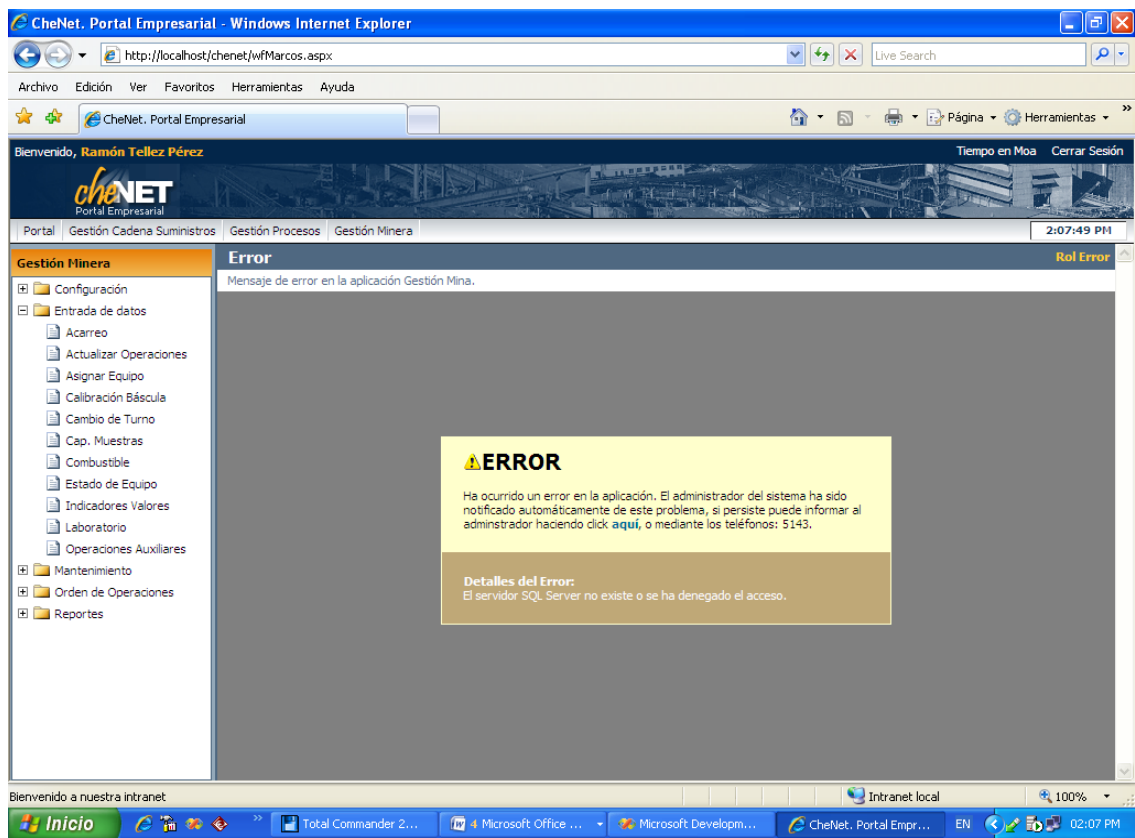 CheNet. Portal Empresarial - Windows Internet Explorer
http://localhost/chenet/wfMarcos.aspx
Live Search
Archivo Edición Ver Favoritos Herramientas Ayuda
CheNet. Portal Empresarial
Página Herramientas
Bienvenido, Ramón Tellez Pérez
Tiempo en Moa Cerrar Sesión
cheNET
Portal Empresarial
Portal Gestión Cadena Suministros Gestión Procesos Gestión Minera
2:07:49 PM
Gestión Minera
Configuración
Entrada de datos
Acarreo
Actualizar Operaciones
Asignar Equipo
Calibración Báscula
Cambio de Turno
Cap. Muestras
Combustible
Estado de Equipo
Indicadores Valores
Laboratorio
Operaciones Auxiliares
Mantenimiento
Orden de Operaciones
Reportes
Error
Rol Error
Mensaje de error en la aplicación Gestión Mina.
ERROR
Ha ocurrido un error en la aplicación. El administrador del sistema ha sido
notificado automáticamente de este problema, si persiste puede informar al
adminstrador haciendo click aquí, o mediante los teléfonos: 5143.
Detalles del Error:
El servidor SQL Server no existe o se ha denegado el acceso.
Bienvenido a nuestra intranet
Intranet local
100%
Inicio
Total Commander 2...
4 Microsoft Office ...
Microsoft Developm...
CheNet. Portal Empr...
EN
02:07 PM